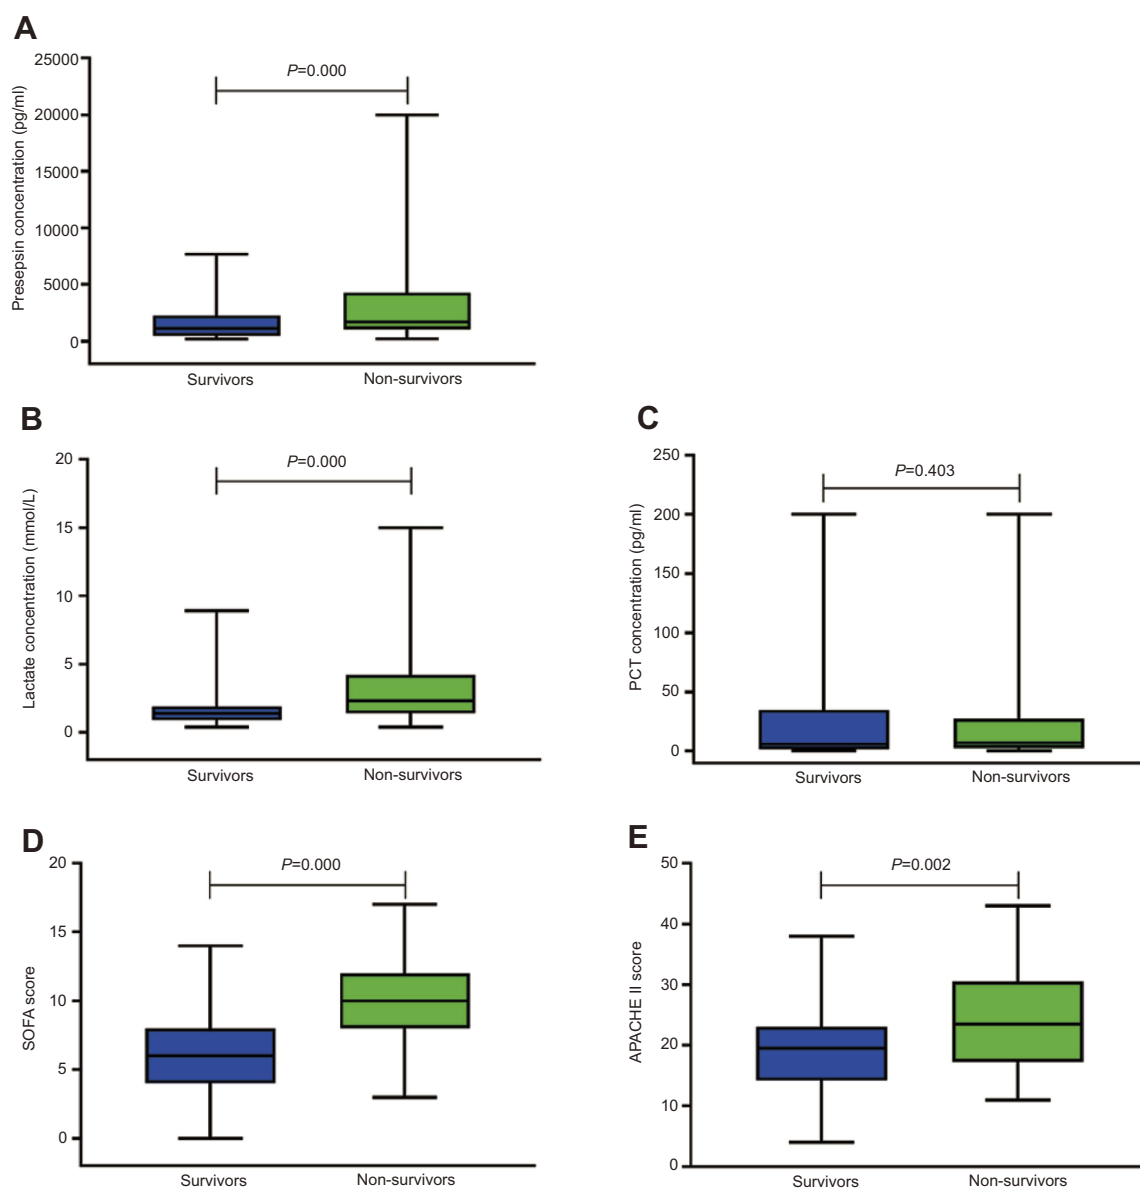 A
Presepsin concentration (pg/ml)
25000
20000
15000
10000
5000
0
P=0.000
Survivors
Non-survivors
B
Lactate concentration (mmol/L)
20
15
10
5
0
P=0.000
Survivors
Non-survivors
C
PCT concentration (pg/ml)
250
200
150
100
50
0
P=0.403
Survivors
Non-survivors
D
SOFA score
20
15
10
5
0
P=0.000
Survivors
Non-survivors
E
APACHE II score
50
40
30
20
10
0
P=0.002
Survivors
Non-survivors